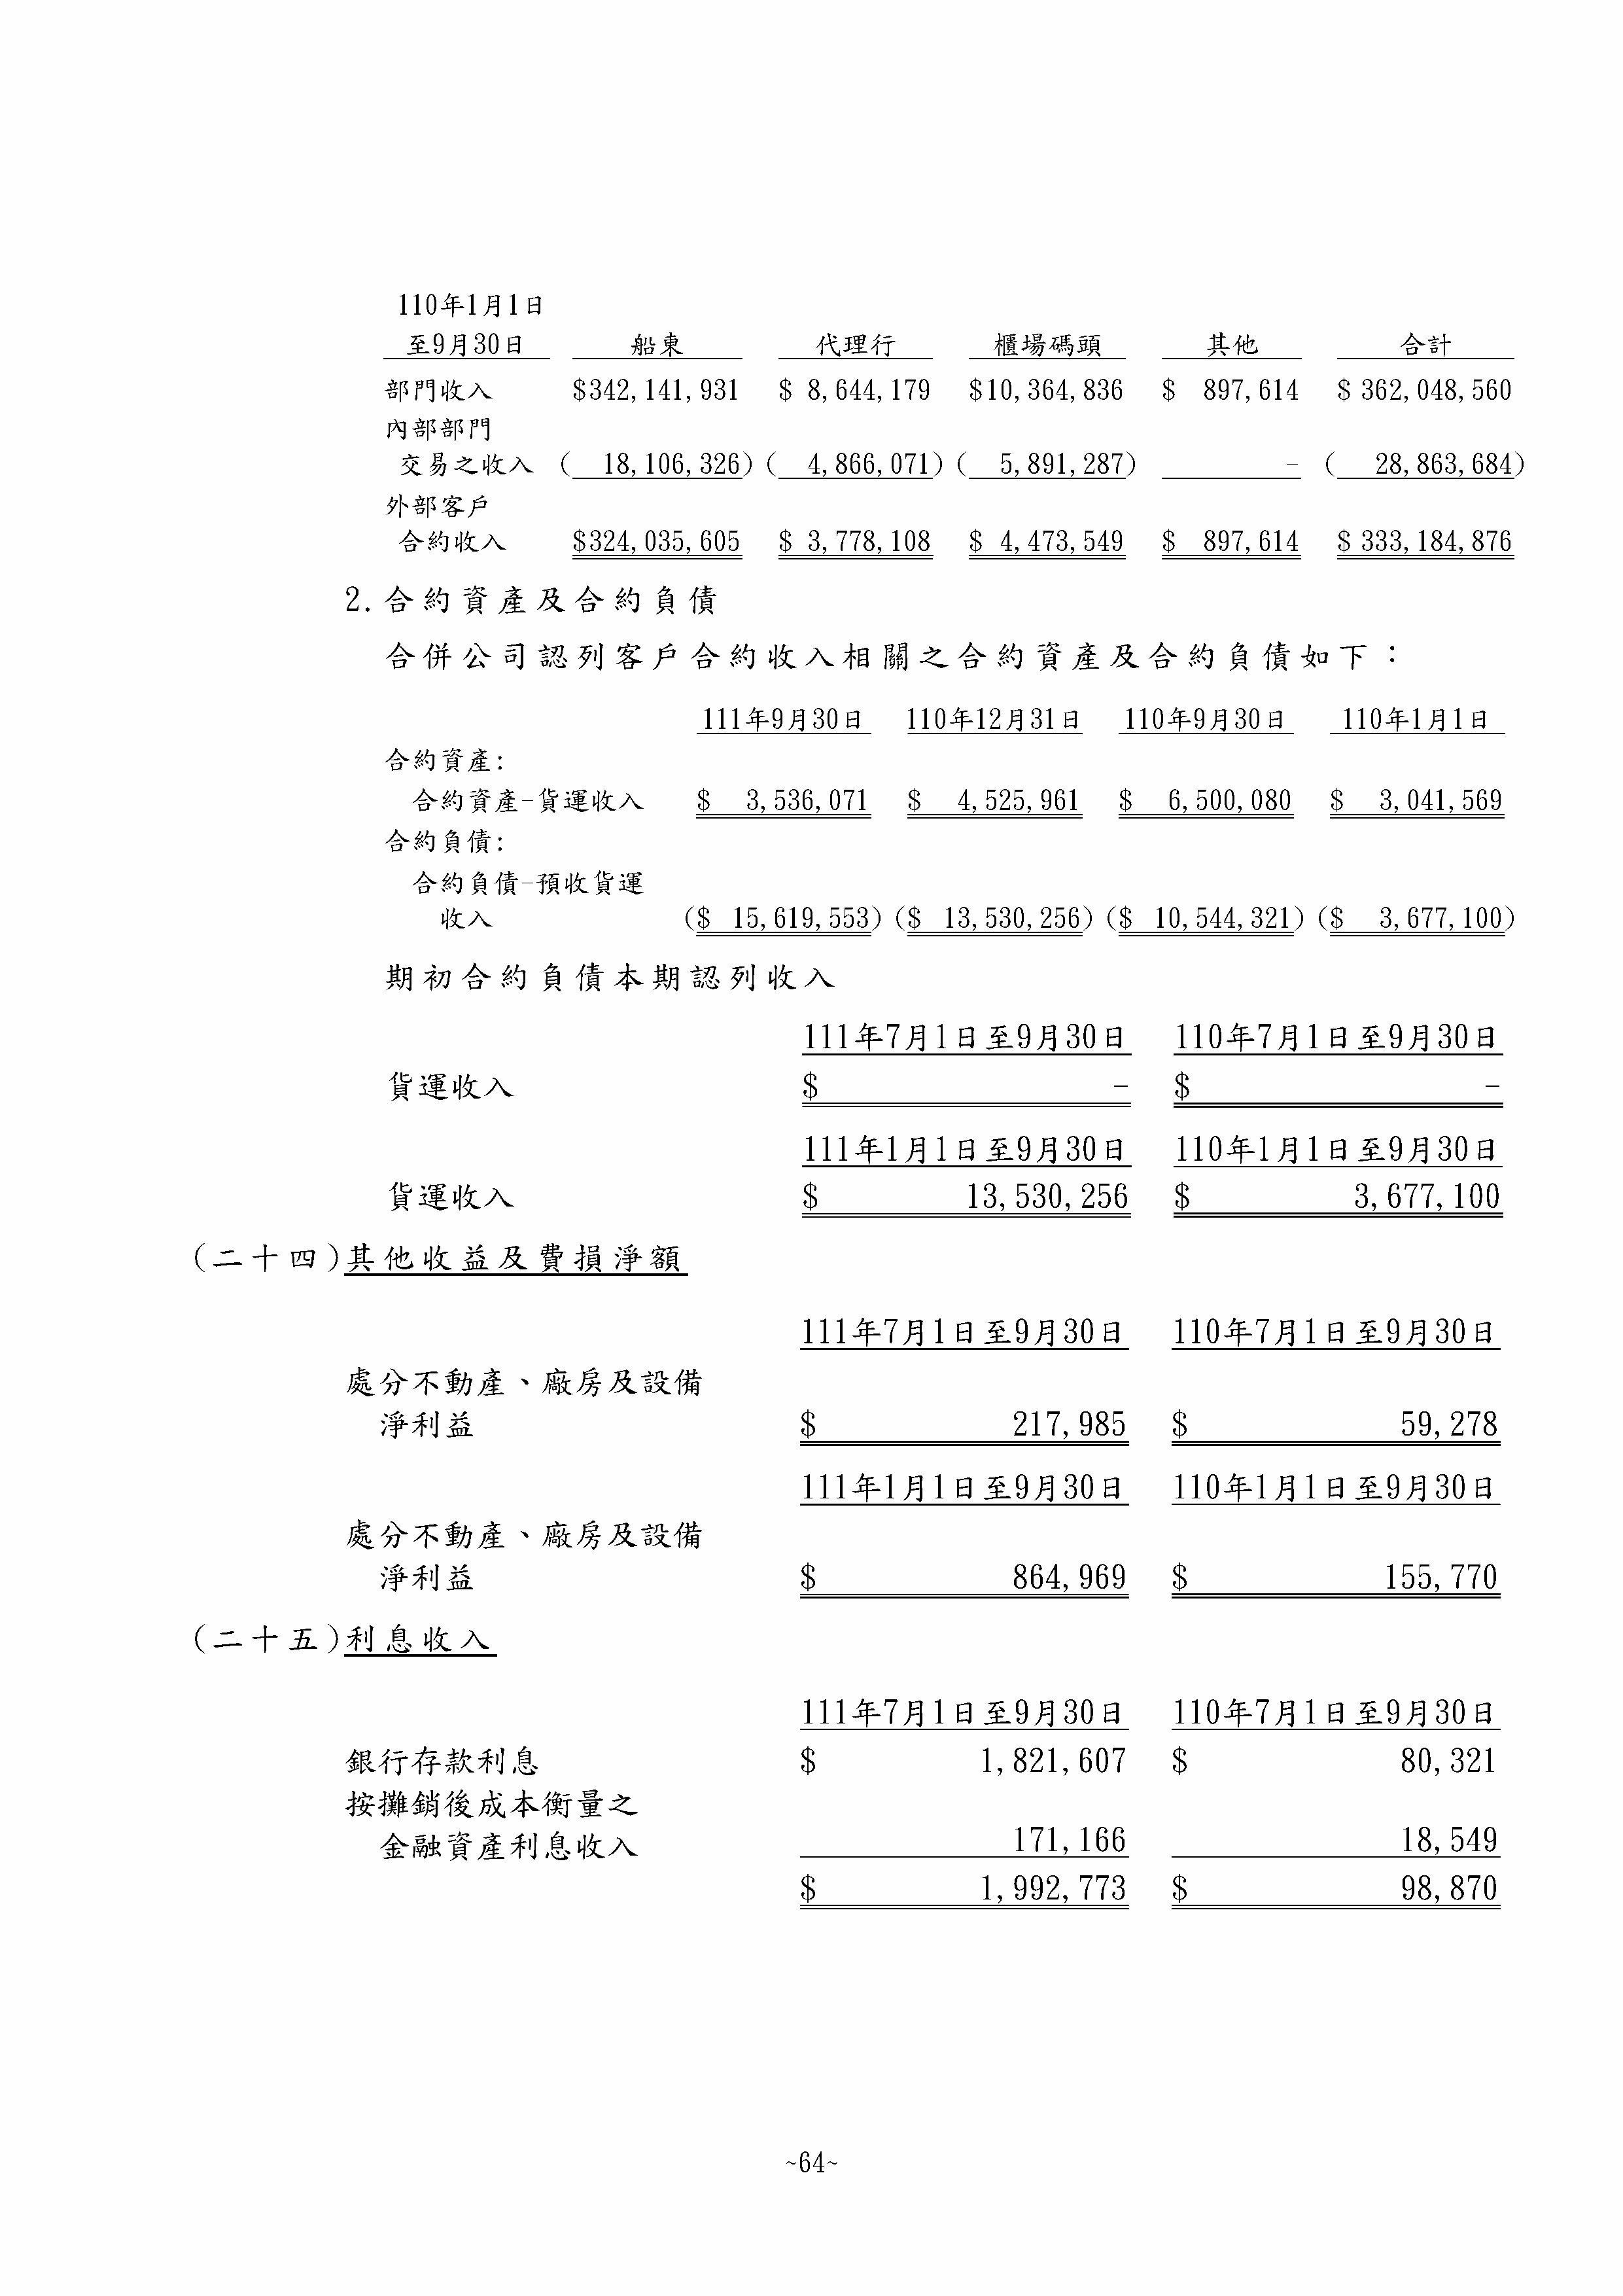 110年1月1日
至9月30日 船東 代理行 櫃場碼頭 其他 合計
部門收入 $342,141,931 $ 8,644,179 $10,364,836 $ 897,614 $ 362,048,560
內部部門
交易之收入 ( 18,106,326) ( 4,866,071) ( 5,891,287) - ( 28,863,684)
外部客戶
合約收入 $324,035,605 $ 3,778,108 $ 4,473,549 $ 897,614 $ 333,184,876
2.合約資產及合約負債
合併公司認列客戶合約收入相關之合約資產及合約負債如下：
111年9月30日 110年12月31日 110年9月30日 110年1月1日
合約資產:
合約資產-貨運收入 $ 3,536,071 $ 4,525,961 $ 6,500,080 $ 3,041,569
合約負債:
合約負債-預收貨運
收入 ($ 15,619,553) ($ 13,530,256) ($ 10,544,321) ($ 3,677,100)
期初合約負債本期認列收入
111年7月1日至9月30日 110年7月1日至9月30日
貨運收入 $ - $ -
111年1月1日至9月30日 110年1月1日至9月30日
貨運收入 $ 13,530,256 $ 3,677,100
(二十四)其他收益及費損淨額
111年7月1日至9月30日 110年7月1日至9月30日
處分不動產、廠房及設備
淨利益 $ 217,985 $ 59,278
111年1月1日至9月30日 110年1月1日至9月30日
處分不動產、廠房及設備
淨利益 $ 864,969 $ 155,770
(二十五)利息收入
111年7月1日至9月30日 110年7月1日至9月30日
銀行存款利息 $ 1,821,607 $ 80,321
按攤銷後成本衡量之
金融資產利息收入 171,166 18,549
$ 1,992,773 $ 98,870
~64~